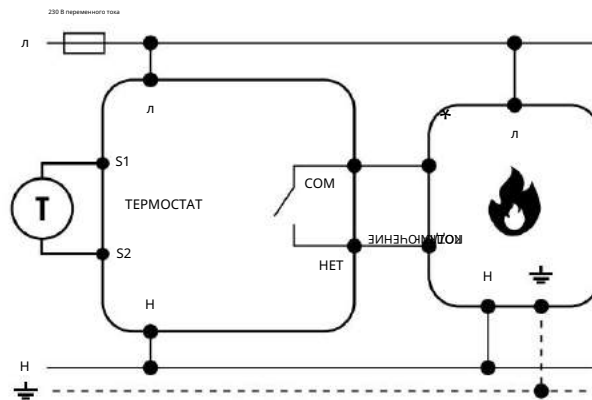 230 В переменного тока
л
л
л
*
S1
COM
ТЕРМОСТАТ
T
S2
НЕТ
Н
Н
Н